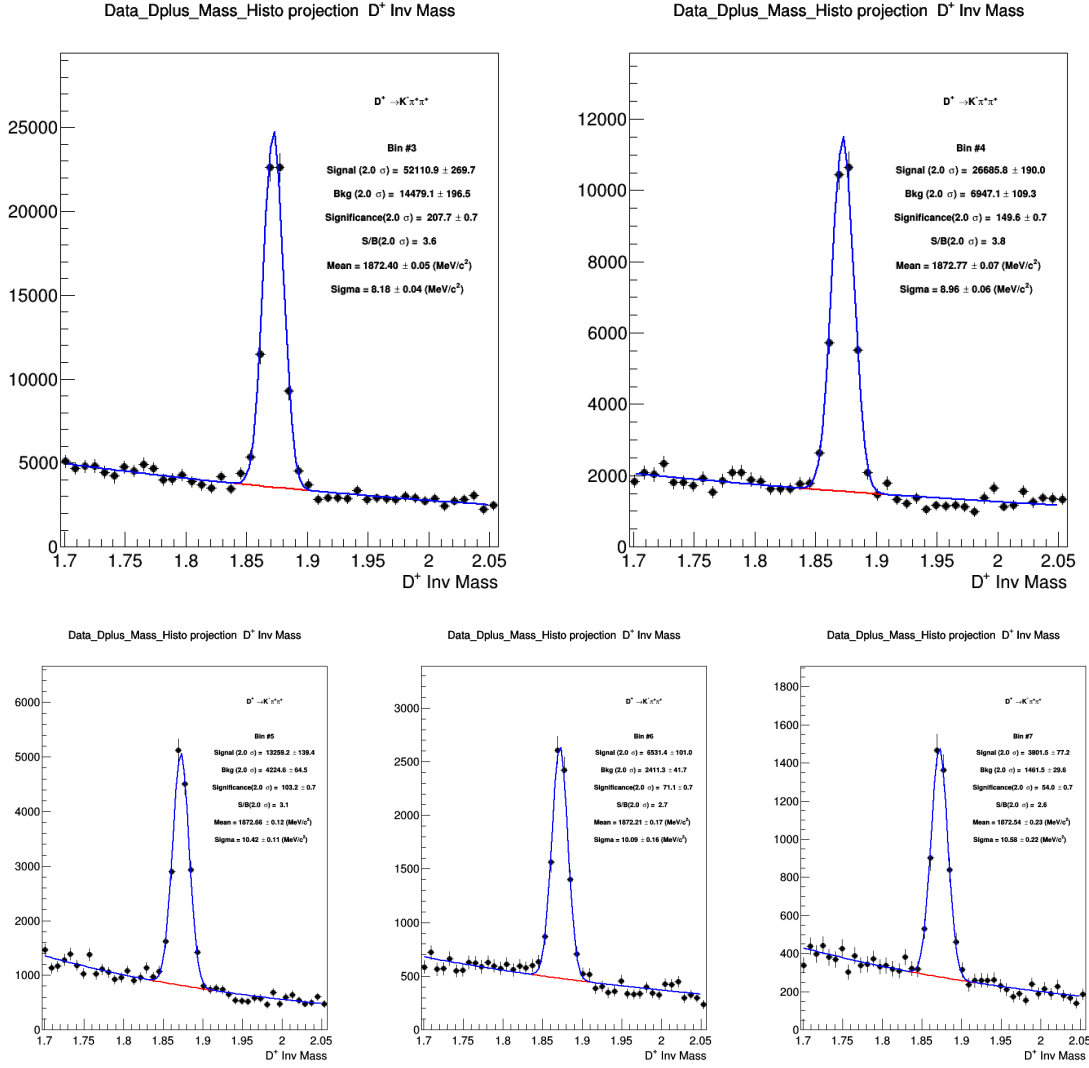 Data_Dplus_Mass_Histo projection D⁺ Inv Mass
D⁺ →K⁻π⁺π⁺
Bin #3
Signal (2.0 σ) = 52110.9 ± 269.7
Bkg (2.0 σ) = 14479.1 ± 196.5
Significance(2.0 σ) = 207.7 ± 0.7
S/B(2.0 σ) = 3.6
Mean = 1872.40 ± 0.05 (MeV/c²)
Sigma = 8.18 ± 0.04 (MeV/c²)
25000
20000
15000
10000
5000
0
1.7 1.75 1.8 1.85 1.9 1.95 2 2.05
D⁺ Inv Mass
Data_Dplus_Mass_Histo projection D⁺ Inv Mass
D⁺ →K⁻π⁺π⁺
Bin #4
Signal (2.0 σ) = 26685.8 ± 190.0
Bkg (2.0 σ) = 6947.1 ± 109.3
Significance(2.0 σ) = 149.6 ± 0.7
S/B(2.0 σ) = 3.8
Mean = 1872.77 ± 0.07 (MeV/c²)
Sigma = 8.96 ± 0.06 (MeV/c²)
12000
10000
8000
6000
4000
2000
0
1.7 1.75 1.8 1.85 1.9 1.95 2 2.05
D⁺ Inv Mass
Data_Dplus_Mass_Histo projection D⁺ Inv Mass
D⁺ →K⁻π⁺π⁺
Bin #5
Signal (2.0 σ) = 13259.2 ± 139.4
Bkg (2.0 σ) = 4224.6 ± 64.5
Significance(2.0 σ) = 103.2 ± 0.7
S/B(2.0 σ) = 3.1
Mean = 1872.66 ± 0.12 (MeV/c²)
Sigma = 10.42 ± 0.11 (MeV/c²)
6000
5000
4000
3000
2000
1000
0
1.7 1.75 1.8 1.85 1.9 1.95 2 2.05
D⁺ Inv Mass
Data_Dplus_Mass_Histo projection D⁺ Inv Mass
D⁺ →K⁻π⁺π⁺
Bin #6
Signal (2.0 σ) = 6531.4 ± 101.0
Bkg (2.0 σ) = 2411.3 ± 41.7
Significance(2.0 σ) = 71.1 ± 0.7
S/B(2.0 σ) = 2.7
Mean = 1872.21 ± 0.17 (MeV/c²)
Sigma = 10.09 ± 0.16 (MeV/c²)
3000
2500
2000
1500
1000
500
0
1.7 1.75 1.8 1.85 1.9 1.95 2 2.05
D⁺ Inv Mass
Data_Dplus_Mass_Histo projection D⁺ Inv Mass
D⁺ →K⁻π⁺π⁺
Bin #7
Signal (2.0 σ) = 3801.5 ± 77.2
Bkg (2.0 σ) = 1461.5 ± 29.6
Significance(2.0 σ) = 54.0 ± 0.7
S/B(2.0 σ) = 2.6
Mean = 1872.54 ± 0.23 (MeV/c²)
Sigma = 10.58 ± 0.22 (MeV/c²)
1800
1600
1400
1200
1000
800
600
400
200
0
1.7 1.75 1.8 1.85 1.9 1.95 2 2.05
D⁺ Inv Mass